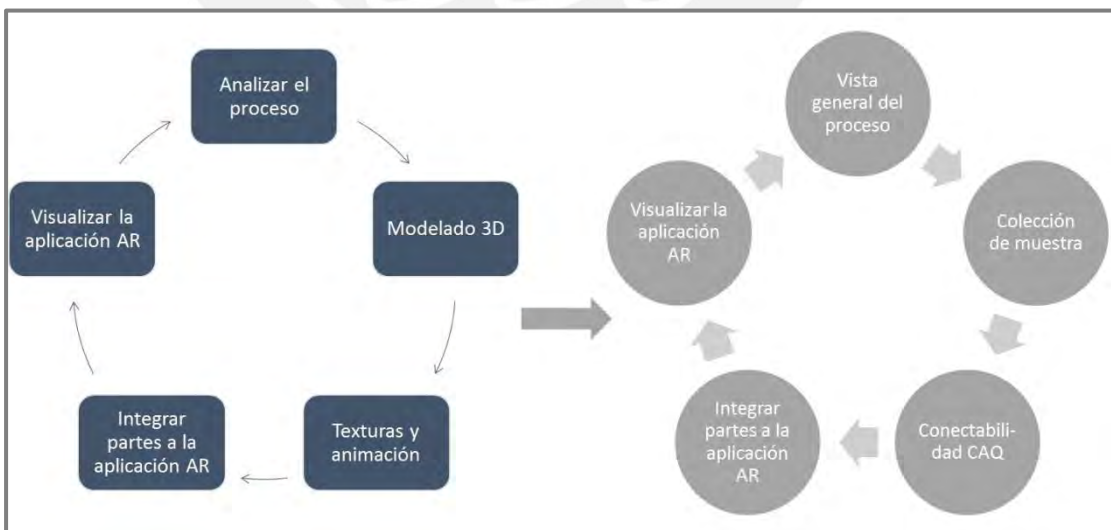 Analizar el
proceso
Modelado 3D
Texturas y
animación
Integrar
partes a la
aplicación AR
Visualizar la
aplicación AR
Vista
general del
proceso
Colección
de muestra
Conectabili-
dad CAQ
Integrar
partes a la
aplicación
AR
Visualizar la
aplicación
AR